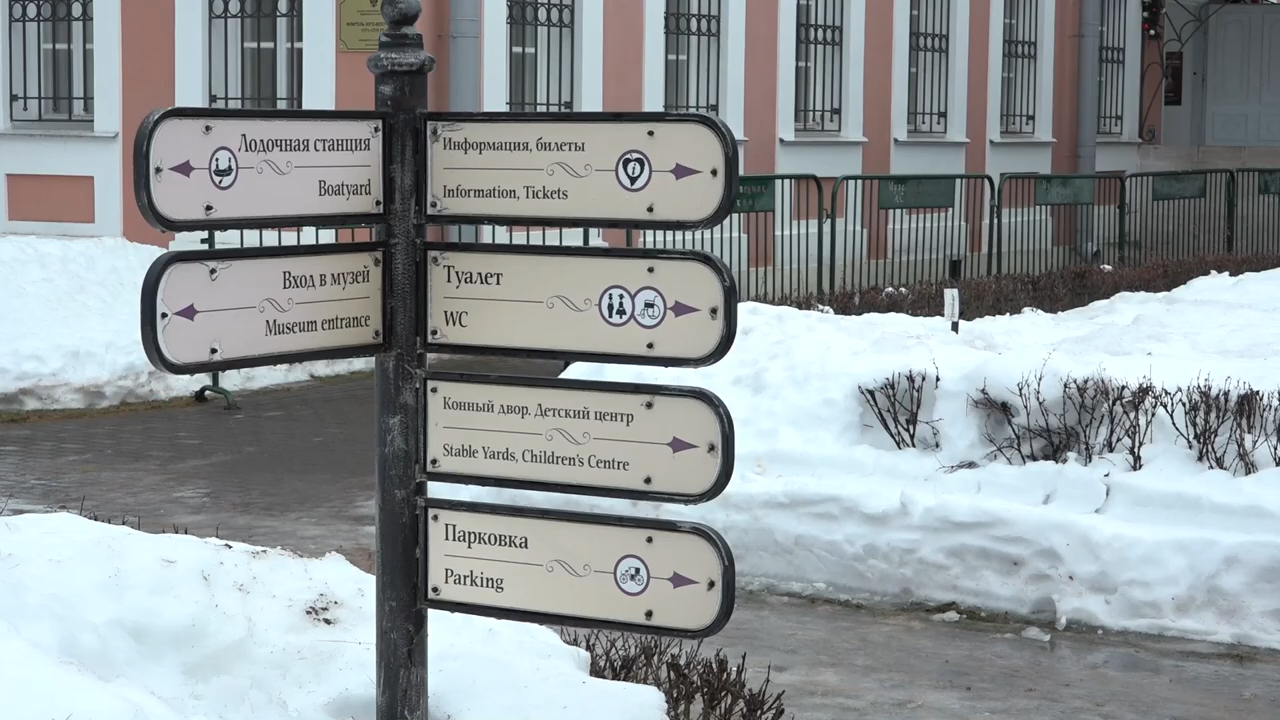 Лодочная станция
Boatyard
Вход в музей
Museum entrance
Информация, билеты
Information, Tickets
Туалет
WC
Конный двор. Детский центр
Stable Yards, Children's Centre
Парковка
Parking